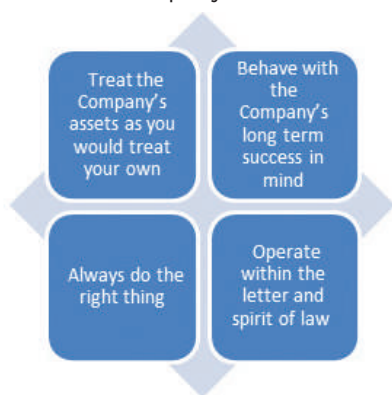 Treat the
Company's
assets as you
would treat
your own
Behave with
the
Company's
long term
success in
mind
Always do the
right thing
Operate
within the
letter and
spirit of law